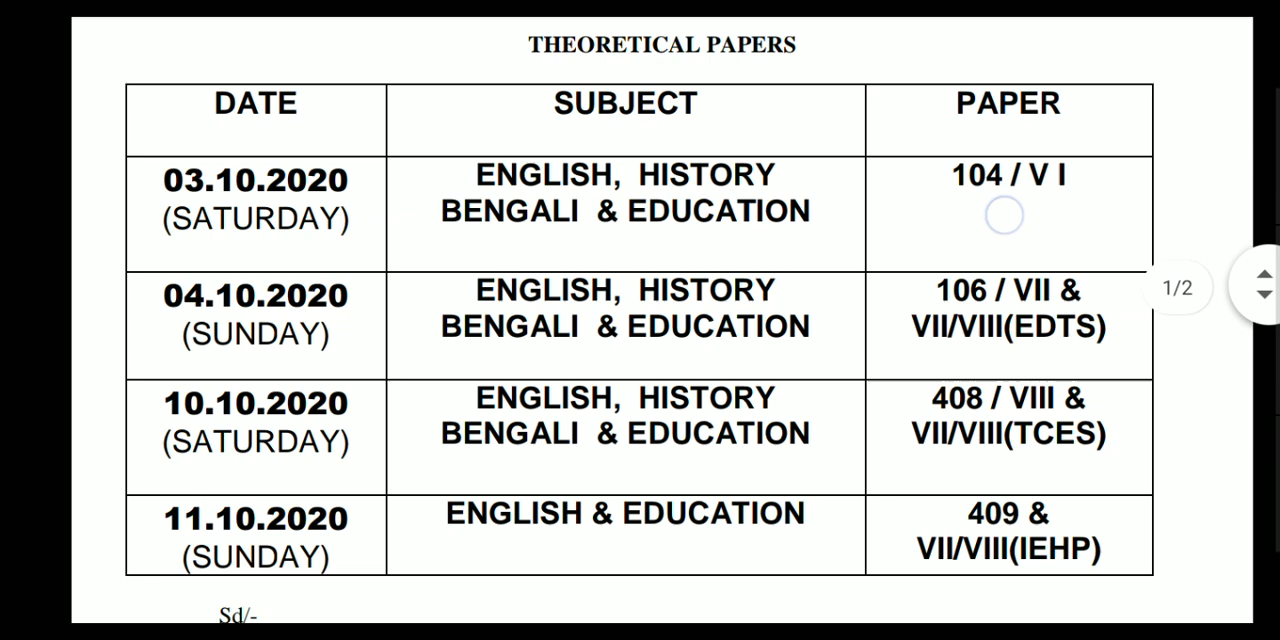 THEORETICAL PAPERS
DATE SUBJECT PAPER
03.10.2020 ENGLISH, HISTORY 104 / V I
(SATURDAY) BENGALI & EDUCATION
04.10.2020 ENGLISH, HISTORY 106 / VII &
(SUNDAY) BENGALI & EDUCATION VII/VIII(EDTS)
1/2
10.10.2020 ENGLISH, HISTORY 408 / VIII &
(SATURDAY) BENGALI & EDUCATION VII/VIII(TCES)
11.10.2020 ENGLISH & EDUCATION 409 &
(SUNDAY) VII/VIII(IEHP)
Sd/-